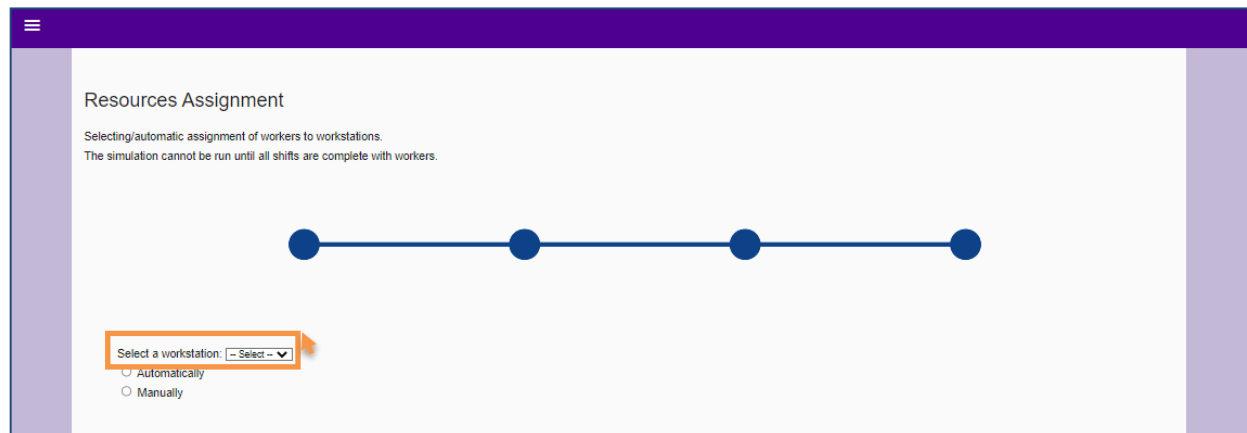 Resources Assignment
Selecting/automatic assignment of workers to workstations.
The simulation cannot be run until all shifts are complete with workers.
Select a workstation: -- Select --
Automatically
Manually